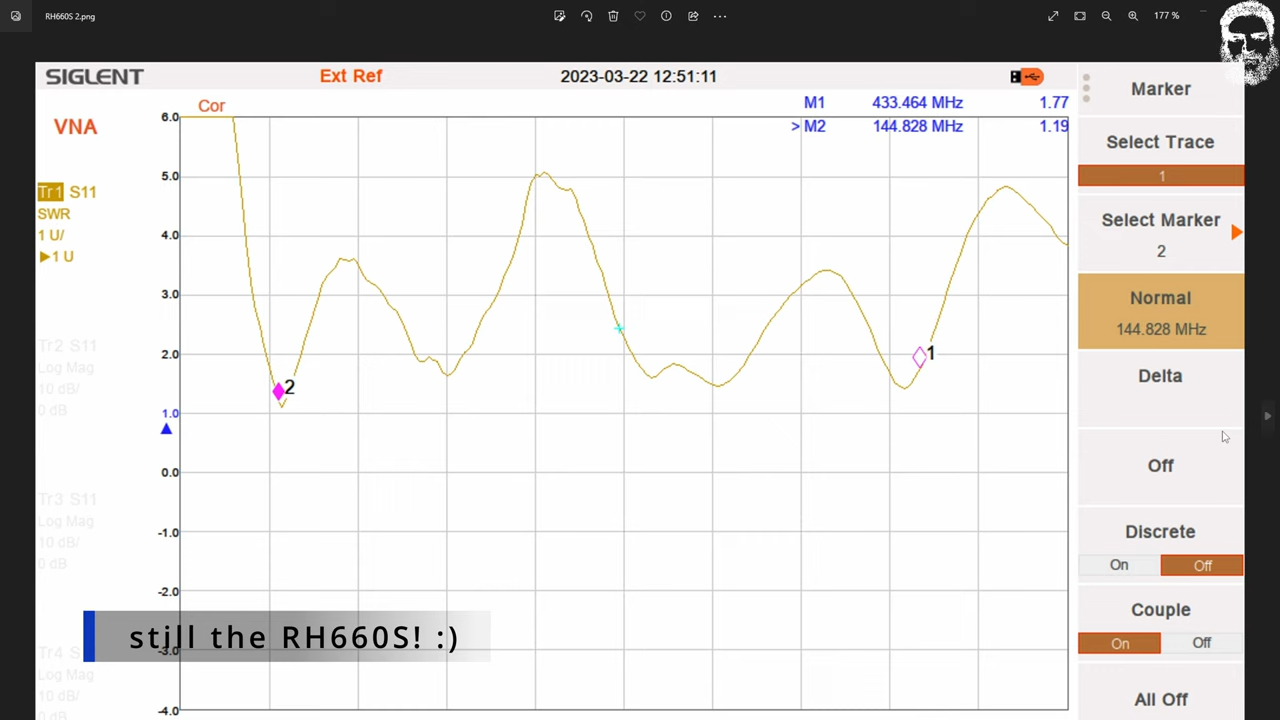 RH660S 2.png
177 %
SIGLENT
Ext Ref
2023-03-22 12:51:11
Marker
Cor
M1 433.464 MHz 1.77
> M2 144.828 MHz 1.19
VNA
6.0
Select Trace
1
5.0
Tr1 S11
SWR
1 U/
▶1 U
4.0
Select Marker
2
3.0
Normal
144.828 MHz
2.0
Tr2 S11
Log Mag
10 dB/
0 dB
1
2
Delta
1.0
0.0
Off
Tr3 S11
Log Mag
10 dB/
0 dB
-1.0
Discrete
On Off
-2.0
Couple
On Off
still the RH660S! :)
-3.0
Tr4 S
Log Mag
10 dB/
0 dB
All Off
-4.0